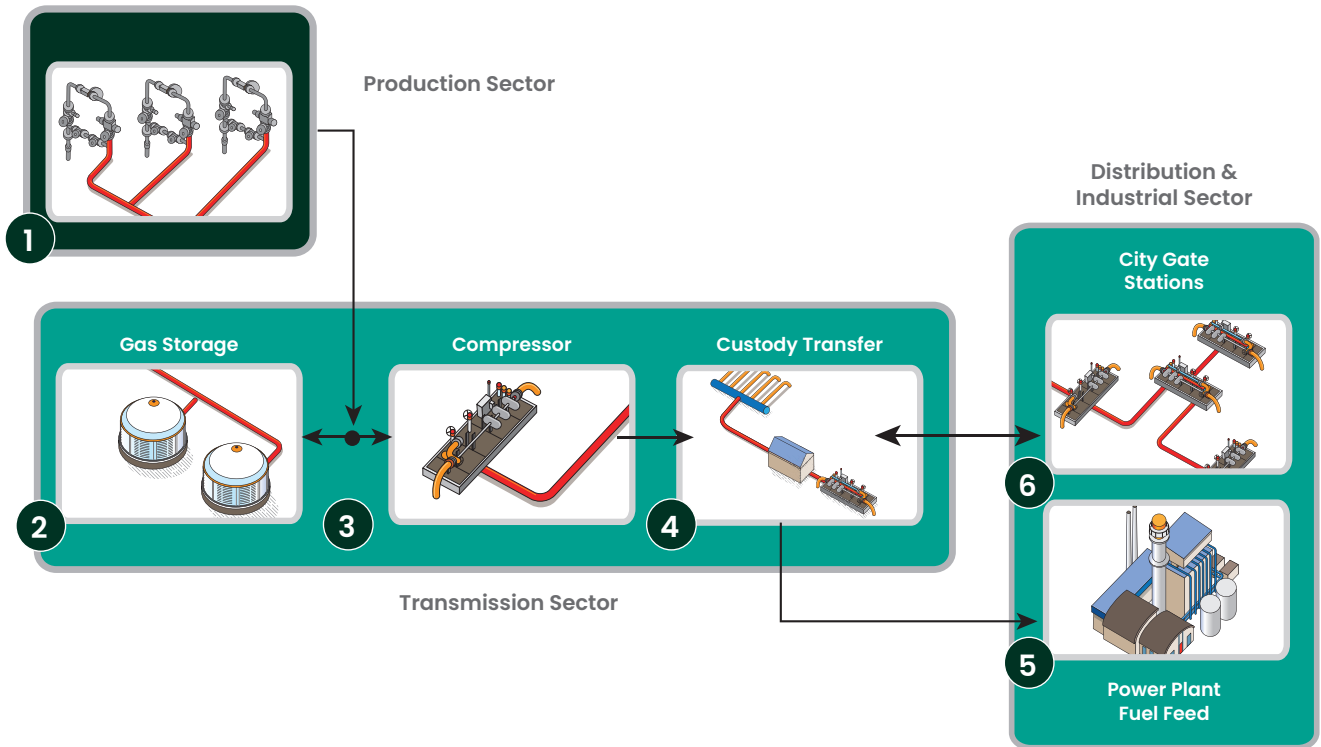 Production Sector
1
Distribution &
Industrial Sector
City Gate
Stations
Gas Storage
Compressor
Custody Transfer
2
3
4
6
Transmission Sector
5
Power Plant
Fuel Feed